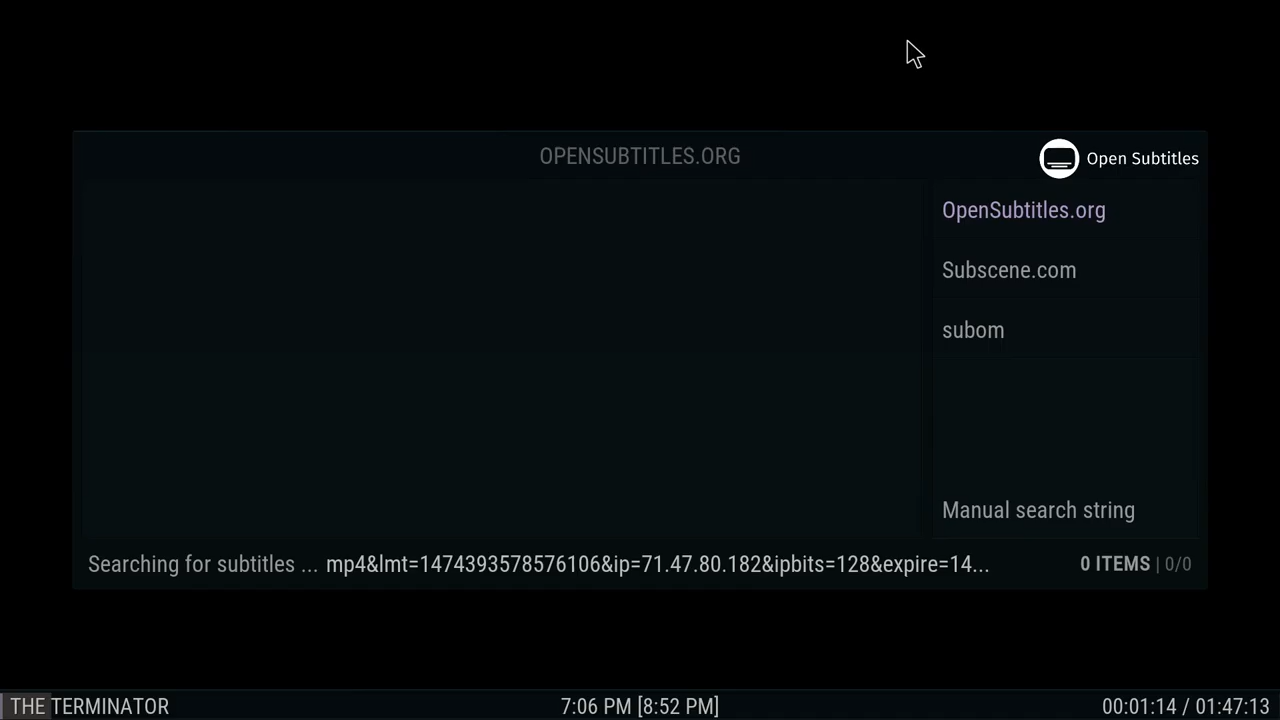 OPENSUBTITLES.ORG
Open Subtitles
OpenSubtitles.org
Subscene.com
subom
Manual search string
Searching for subtitles ... mp4&lmt=1474393578576106&ip=71.47.80.182&ipbits=128&expire=14...
0 ITEMS | 0/0
THE TERMINATOR
7:06 PM [8:52 PM]
00:01:14 / 01:47:13